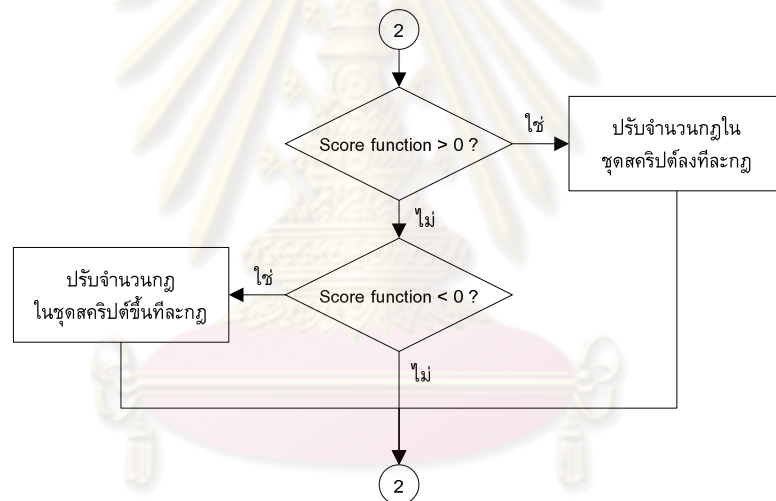 2
Score function > 0 ?
ใช่
ปรับจำนวนกฎใน
ชุดสคริปต์ลงทีละกฎ
ไม่
Score function < 0 ?
ใช่
ปรับจำนวนกฎ
ในชุดสคริปต์ขึ้นทีละกฎ
ไม่
2